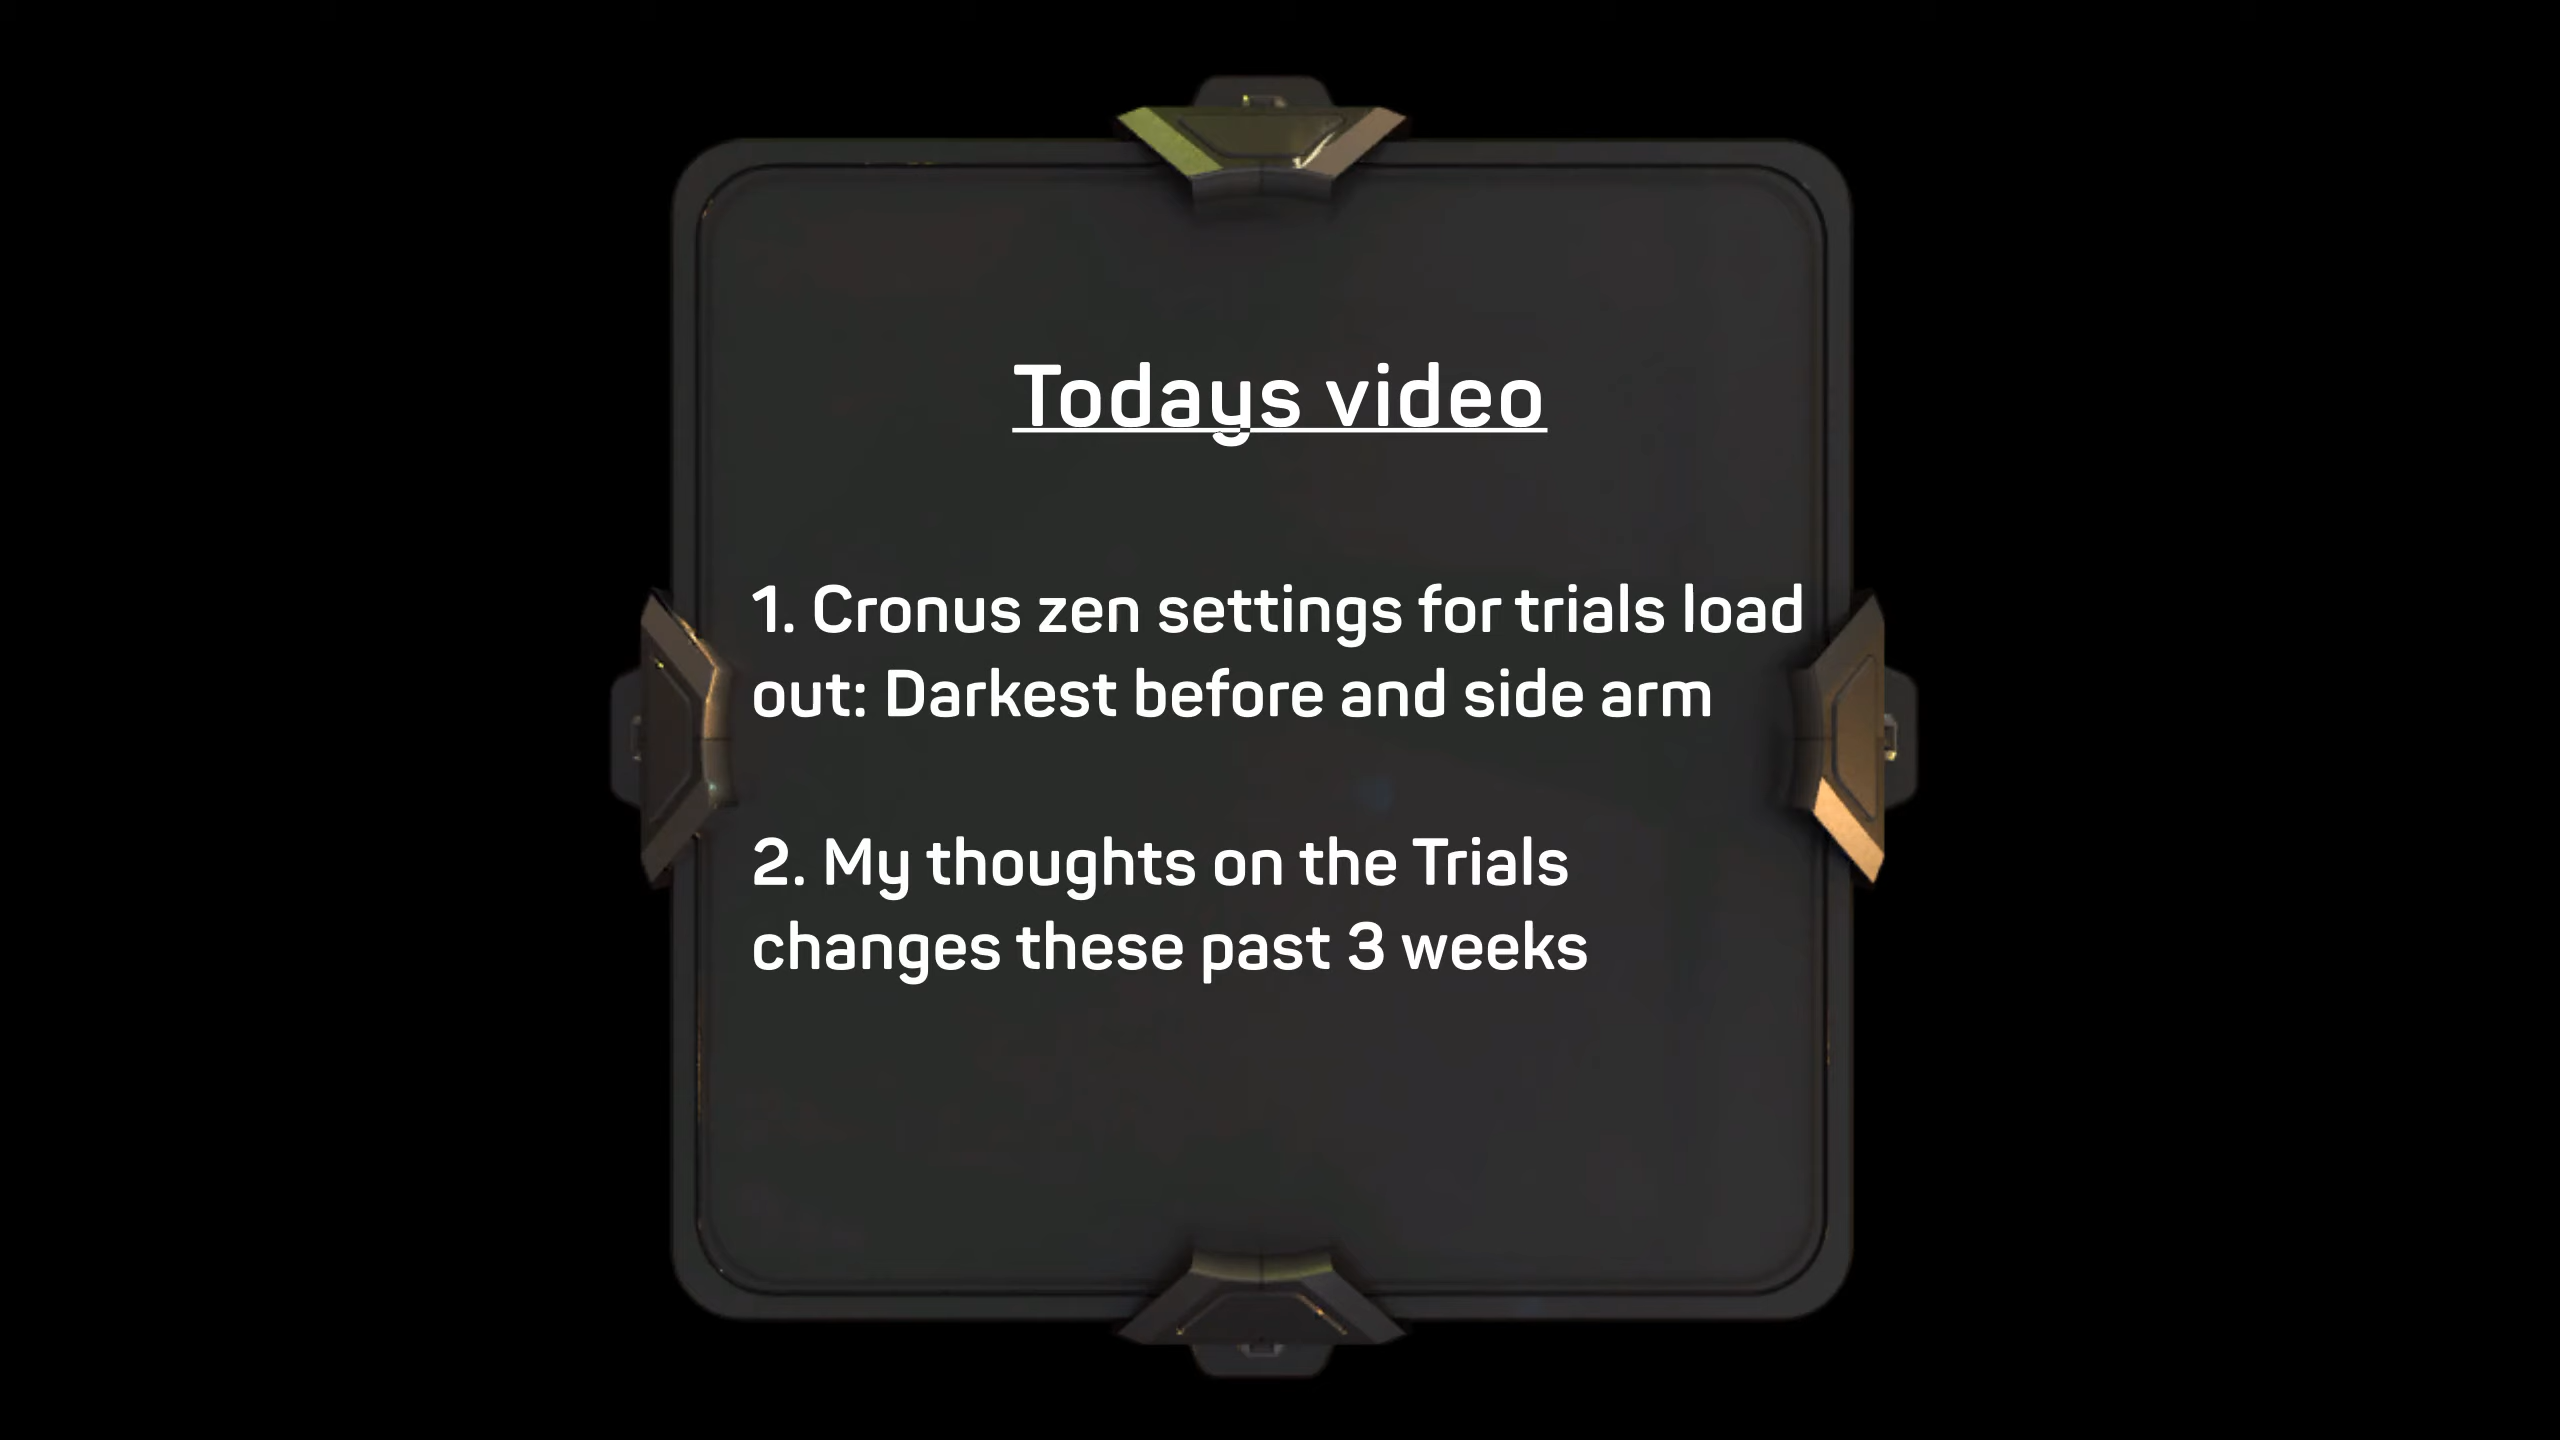 Todays video
1. Cronus zen settings for trials load
out: Darkest before and side arm
2. My thoughts on the Trials
changes these past 3 weeks